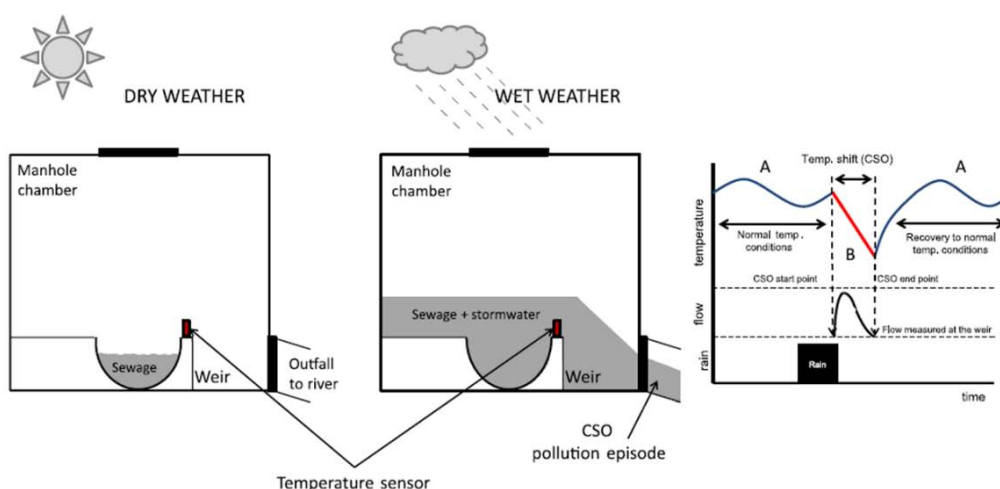 DRY WEATHER
Manhole
chamber
Sewage
Weir
Outfall
to river
Temperature sensor
WET WEATHER
Manhole
chamber
Sewage + stormwater
Weir
CSO
pollution episode
Temp. shift (CSO)
A
A
temperature
Normal temp.
conditions
B
Recovery to normal
temp. conditions
CSO start point
CSO end point
flow
Flow measured at the weir
rain
Rain
time